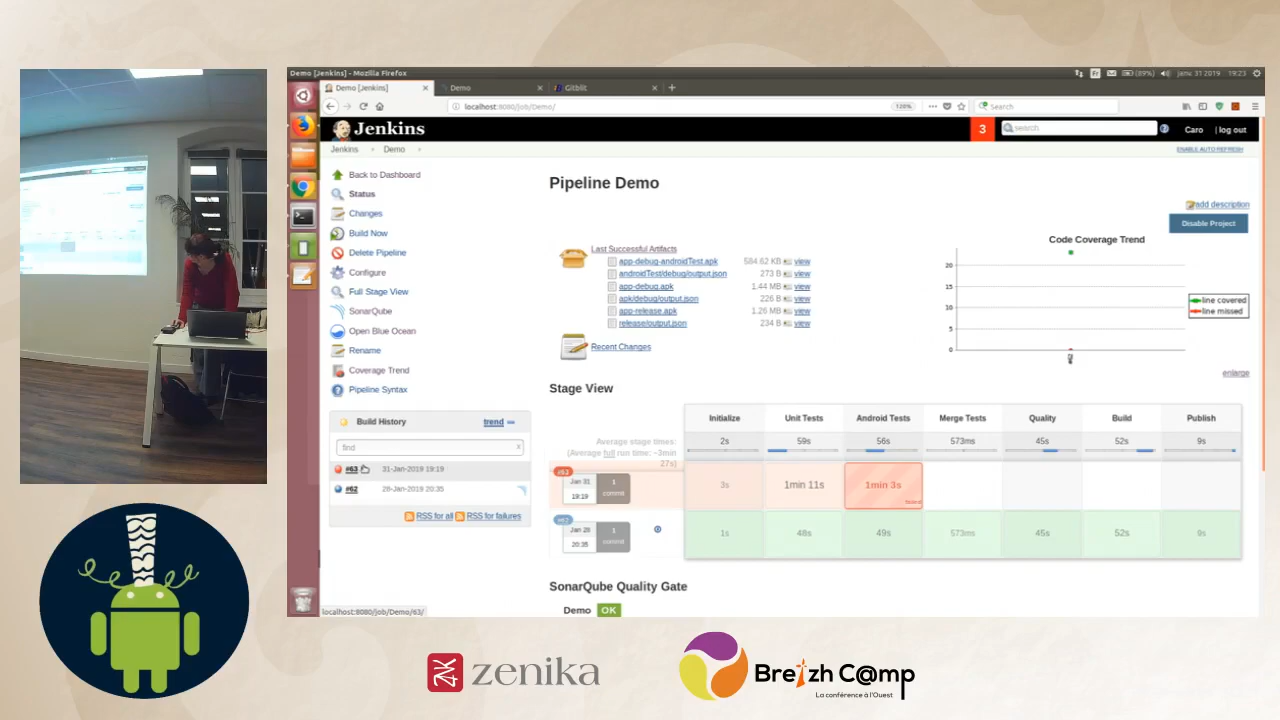 Demo [Jenkins] - Mozilla Firefox
Fr (89%) janv. 31 2019 19:23
Demo [Jenkins] × Demo × Gitblit × +
localhost:8080/job/Demo/ 120% Search
Jenkins 3 search Caro | log out
Jenkins Demo ENABLE AUTO REFRESH
Back to Dashboard
Status
Changes
Build Now
Delete Pipeline
Configure
Full Stage View
SonarQube
Open Blue Ocean
Rename
Coverage Trend
Pipeline Syntax
Build History trend
find x
#63 31-Jan-2019 19:19
#62 28-Jan-2019 20:35
RSS for all RSS for failures
Pipeline Demo
add description
Disable Project
Last Successful Artifacts
app-debug-androidTest.apk 584.62 KB view
androidTest/debug/output.json 273 B view
app-debug.apk 1.44 MB view
apk/debug/output.json 226 B view
app-release.apk 1.26 MB view
release/output.json 234 B view
Recent Changes
Code Coverage Trend
20
15
10
5
0
line covered
line missed
enlarge
Stage View
Initialize Unit Tests Android Tests Merge Tests Quality Build Publish
Average stage times: 2s 59s 56s 573ms 45s 52s 9s
(Average full run time: ~3min
27s)
#63
Jan 31 1
19:19 commit
3s 1min 11s 1min 3s
failed
#62
Jan 28 1
20:35 commit
1s 48s 49s 573ms 45s 52s 9s
SonarQube Quality Gate
Demo OK
localhost:8080/job/Demo/63/
zenika
Breizh C@mp
La conférence à l'Ouest